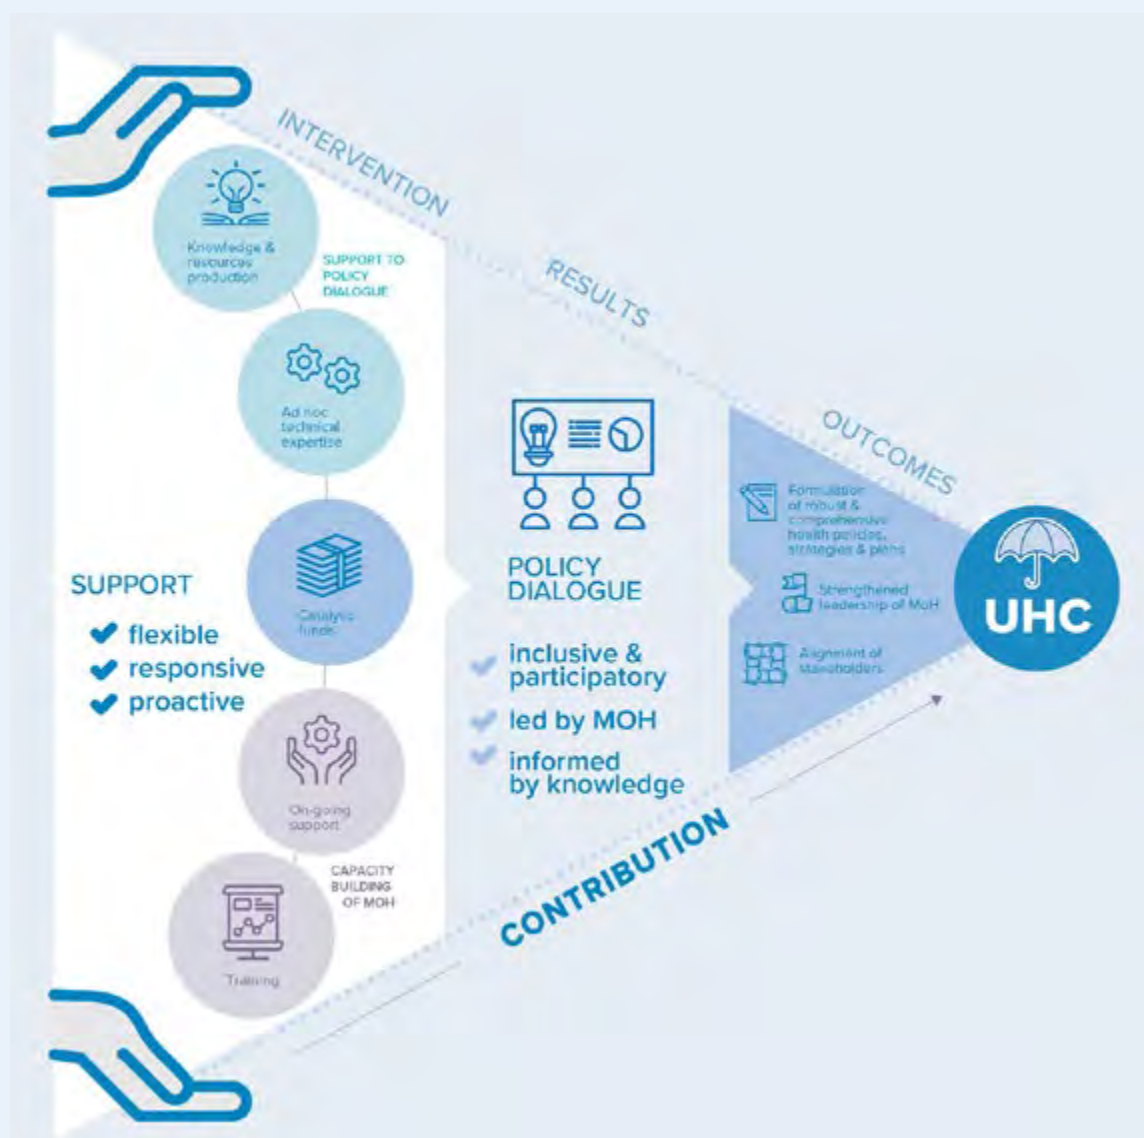 INTERVENTION
Knowledge &
resources
production
SUPPORT TO
POLICY
DIALOGUE
Ad hoc
technical
expertise
SUPPORT
flexible
responsive
proactive
Catalytic
funds
On-going
support
CAPACITY
BUILDING
OF MOH
Training
RESULTS
POLICY
DIALOGUE
inclusive &
participatory
led by MOH
informed
by knowledge
OUTCOMES
Formulation
of robust &
comprehensive
health policies,
strategies & plans
Strengthened
leadership of MoH
Alignment of
stakeholders
UHC
CONTRIBUTION